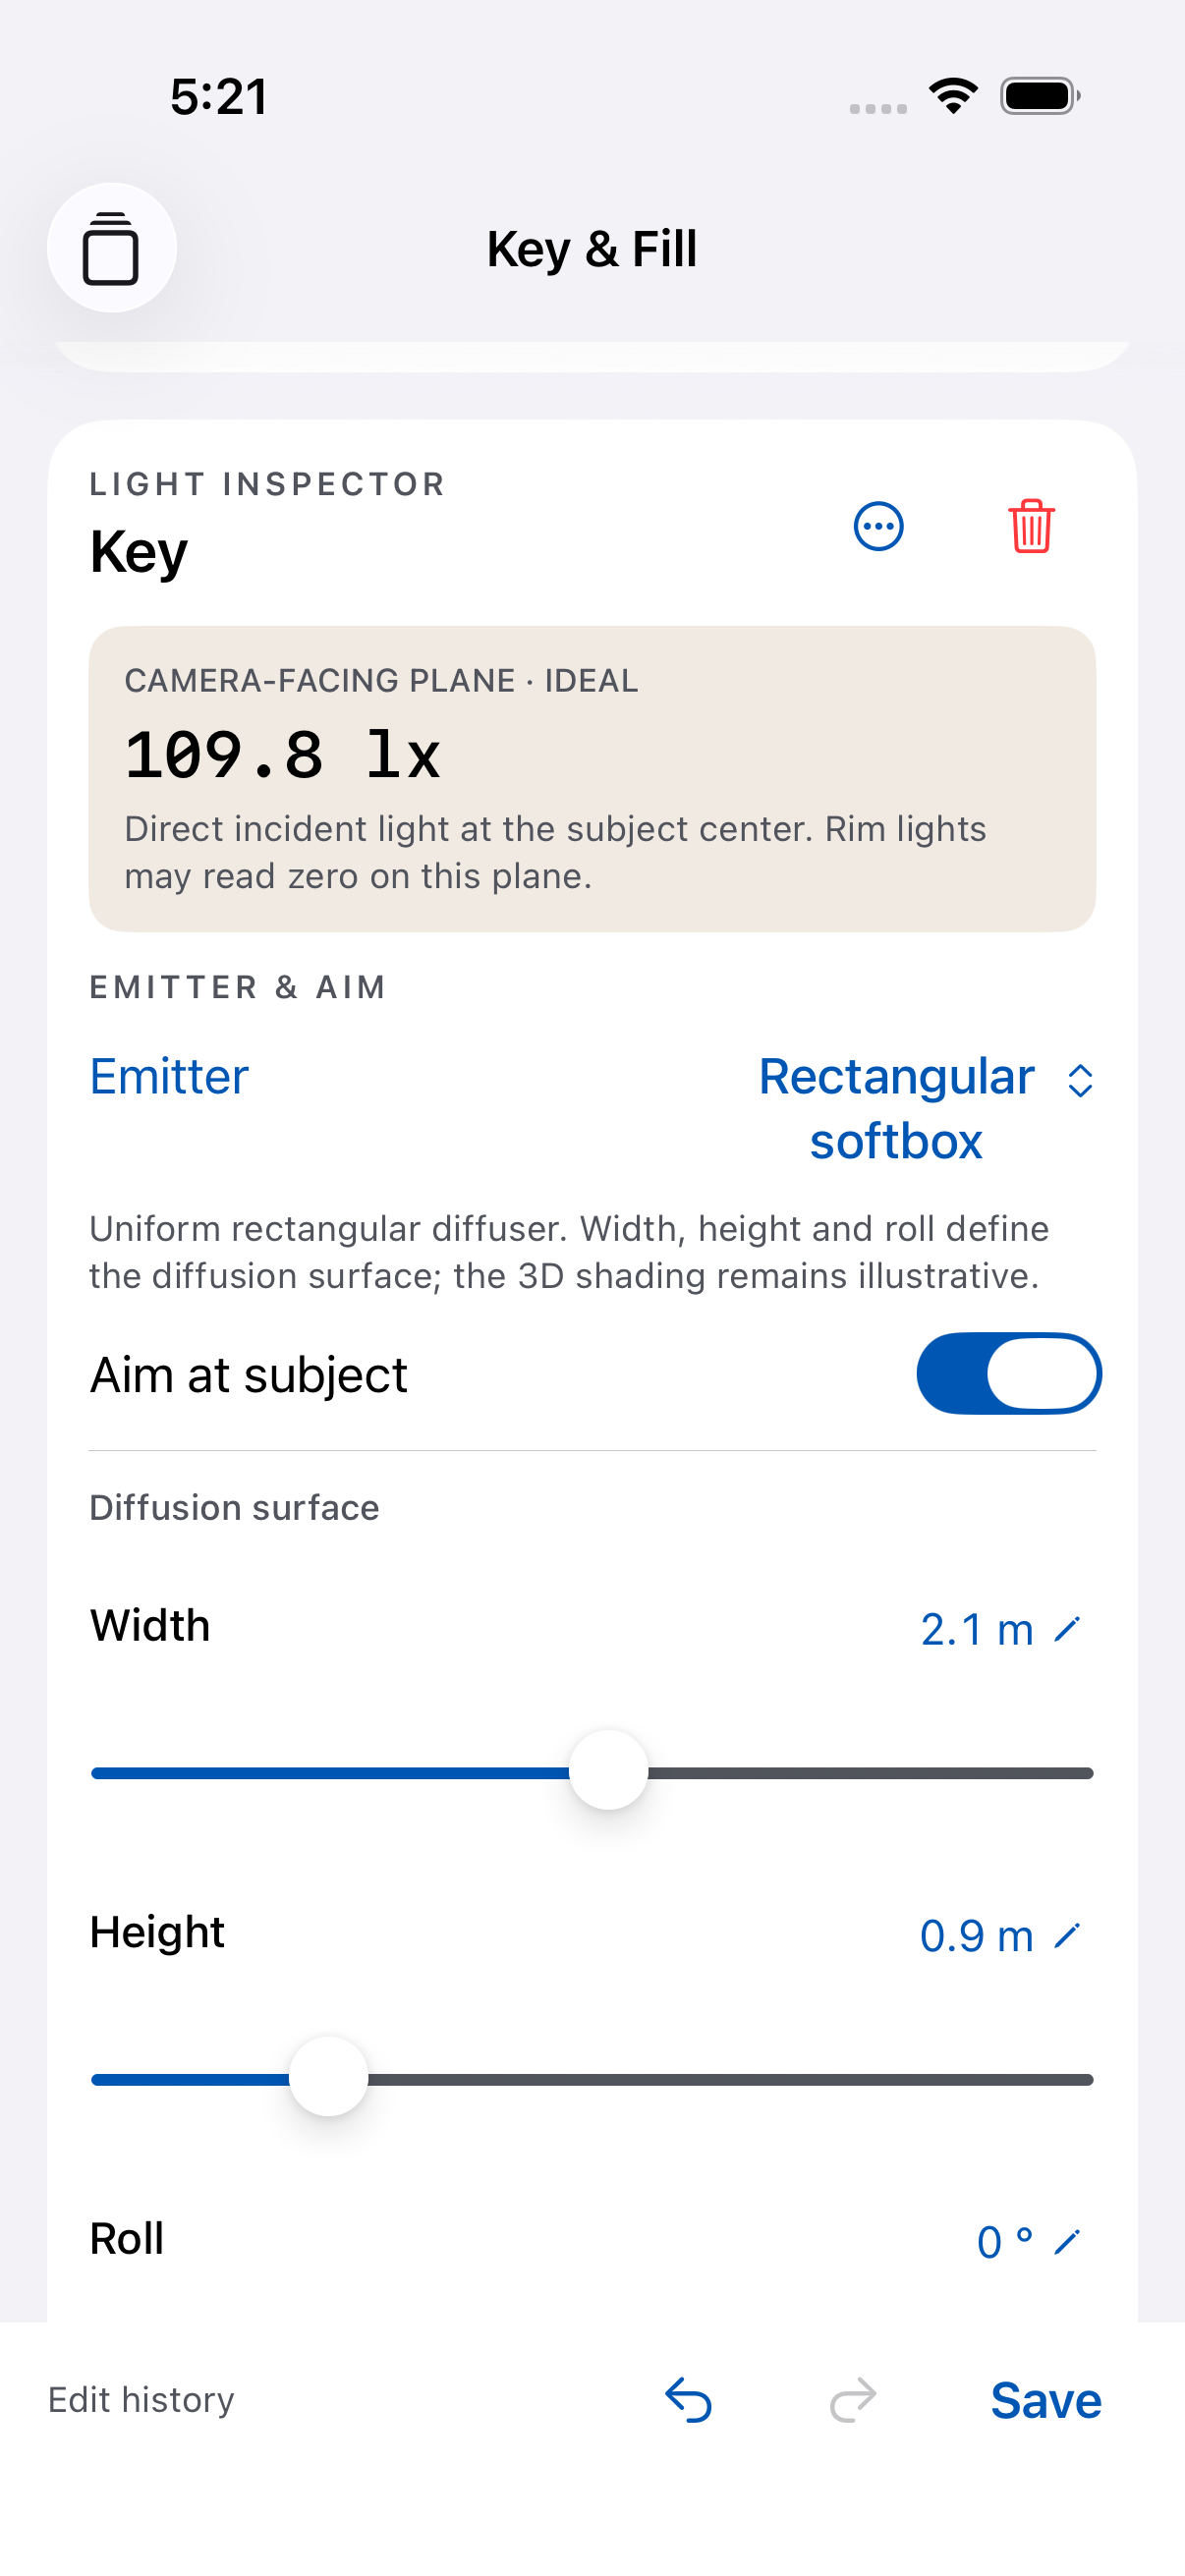 5:21
Key & Fill
LIGHT INSPECTOR
Key
CAMERA-FACING PLANE · IDEAL
109.8 lx
Direct incident light at the subject center. Rim lights
may read zero on this plane.
EMITTER & AIM
Emitter
Rectangular
softbox
Uniform rectangular diffuser. Width, height and roll define
the diffusion surface; the 3D shading remains illustrative.
Aim at subject
Diffusion surface
Width
2.1 m
Height
0.9 m
Roll
0 °
Edit history
Save